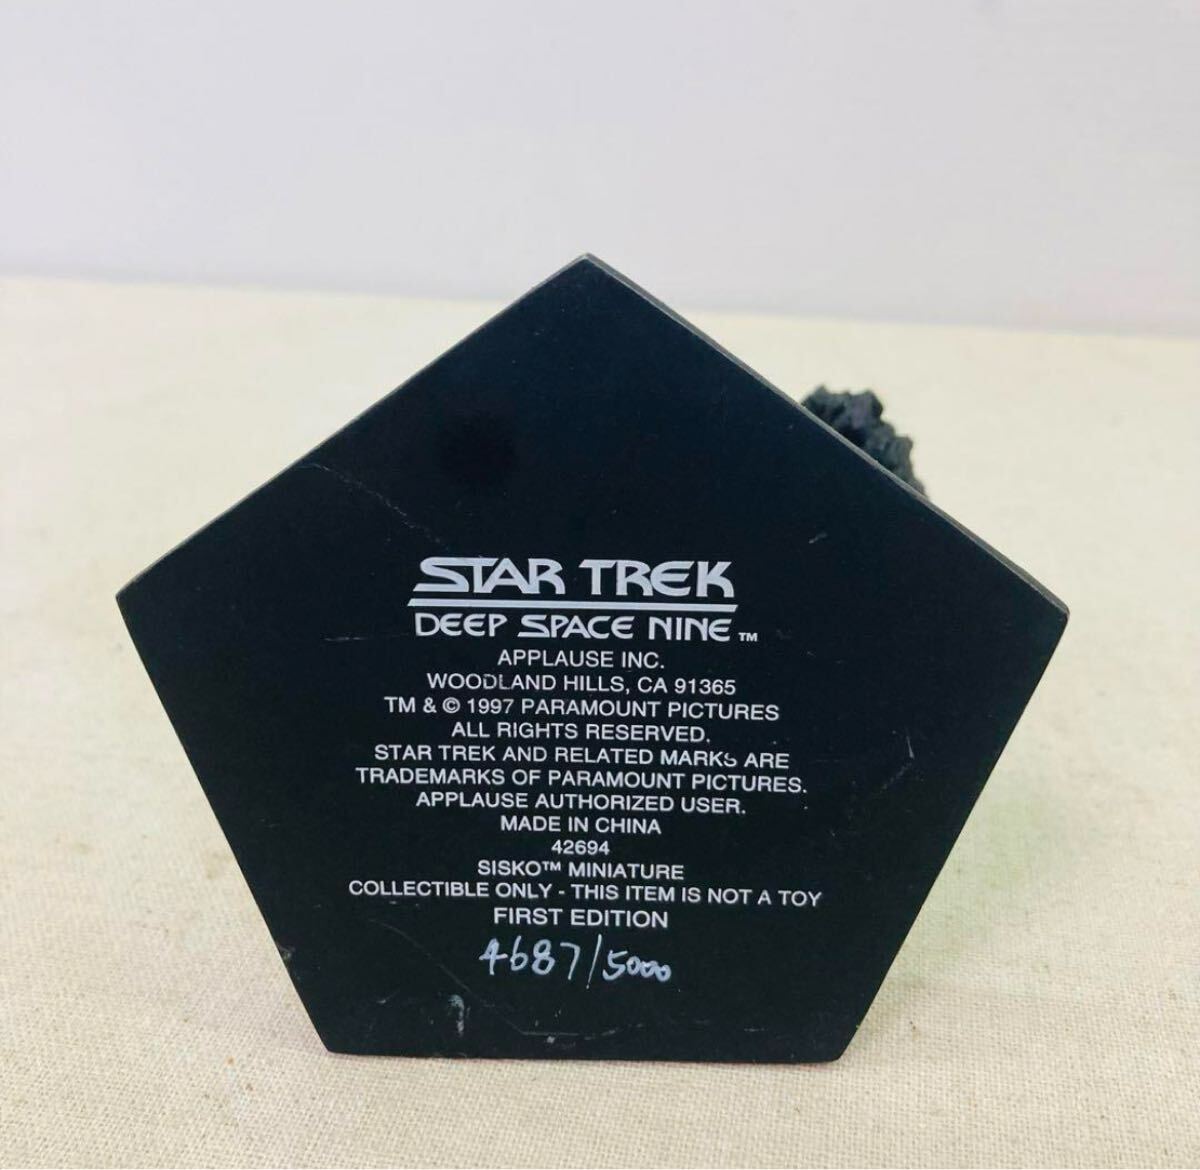 STAR TREK
DEEP SPACE NINE™
APPLAUSE INC.
WOODLAND HILLS, CA 91365
TM & © 1997 PARAMOUNT PICTURES
ALL RIGHTS RESERVED.
STAR TREK AND RELATED MARKS ARE
TRADEMARKS OF PARAMOUNT PICTURES.
APPLAUSE AUTHORIZED USER.
MADE IN CHINA
42694
SISKO™ MINIATURE
COLLECTIBLE ONLY - THIS ITEM IS NOT A TOY
FIRST EDITION
4687/5000